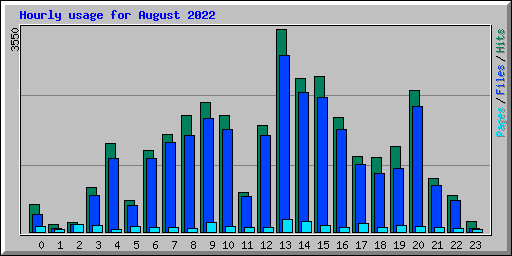 Hourly usage for August 2022
3550
Pages/Files/Hits
0 1 2 3 4 5 6 7 8 9 10 11 12 13 14 15 16 17 18 19 20 21 22 23